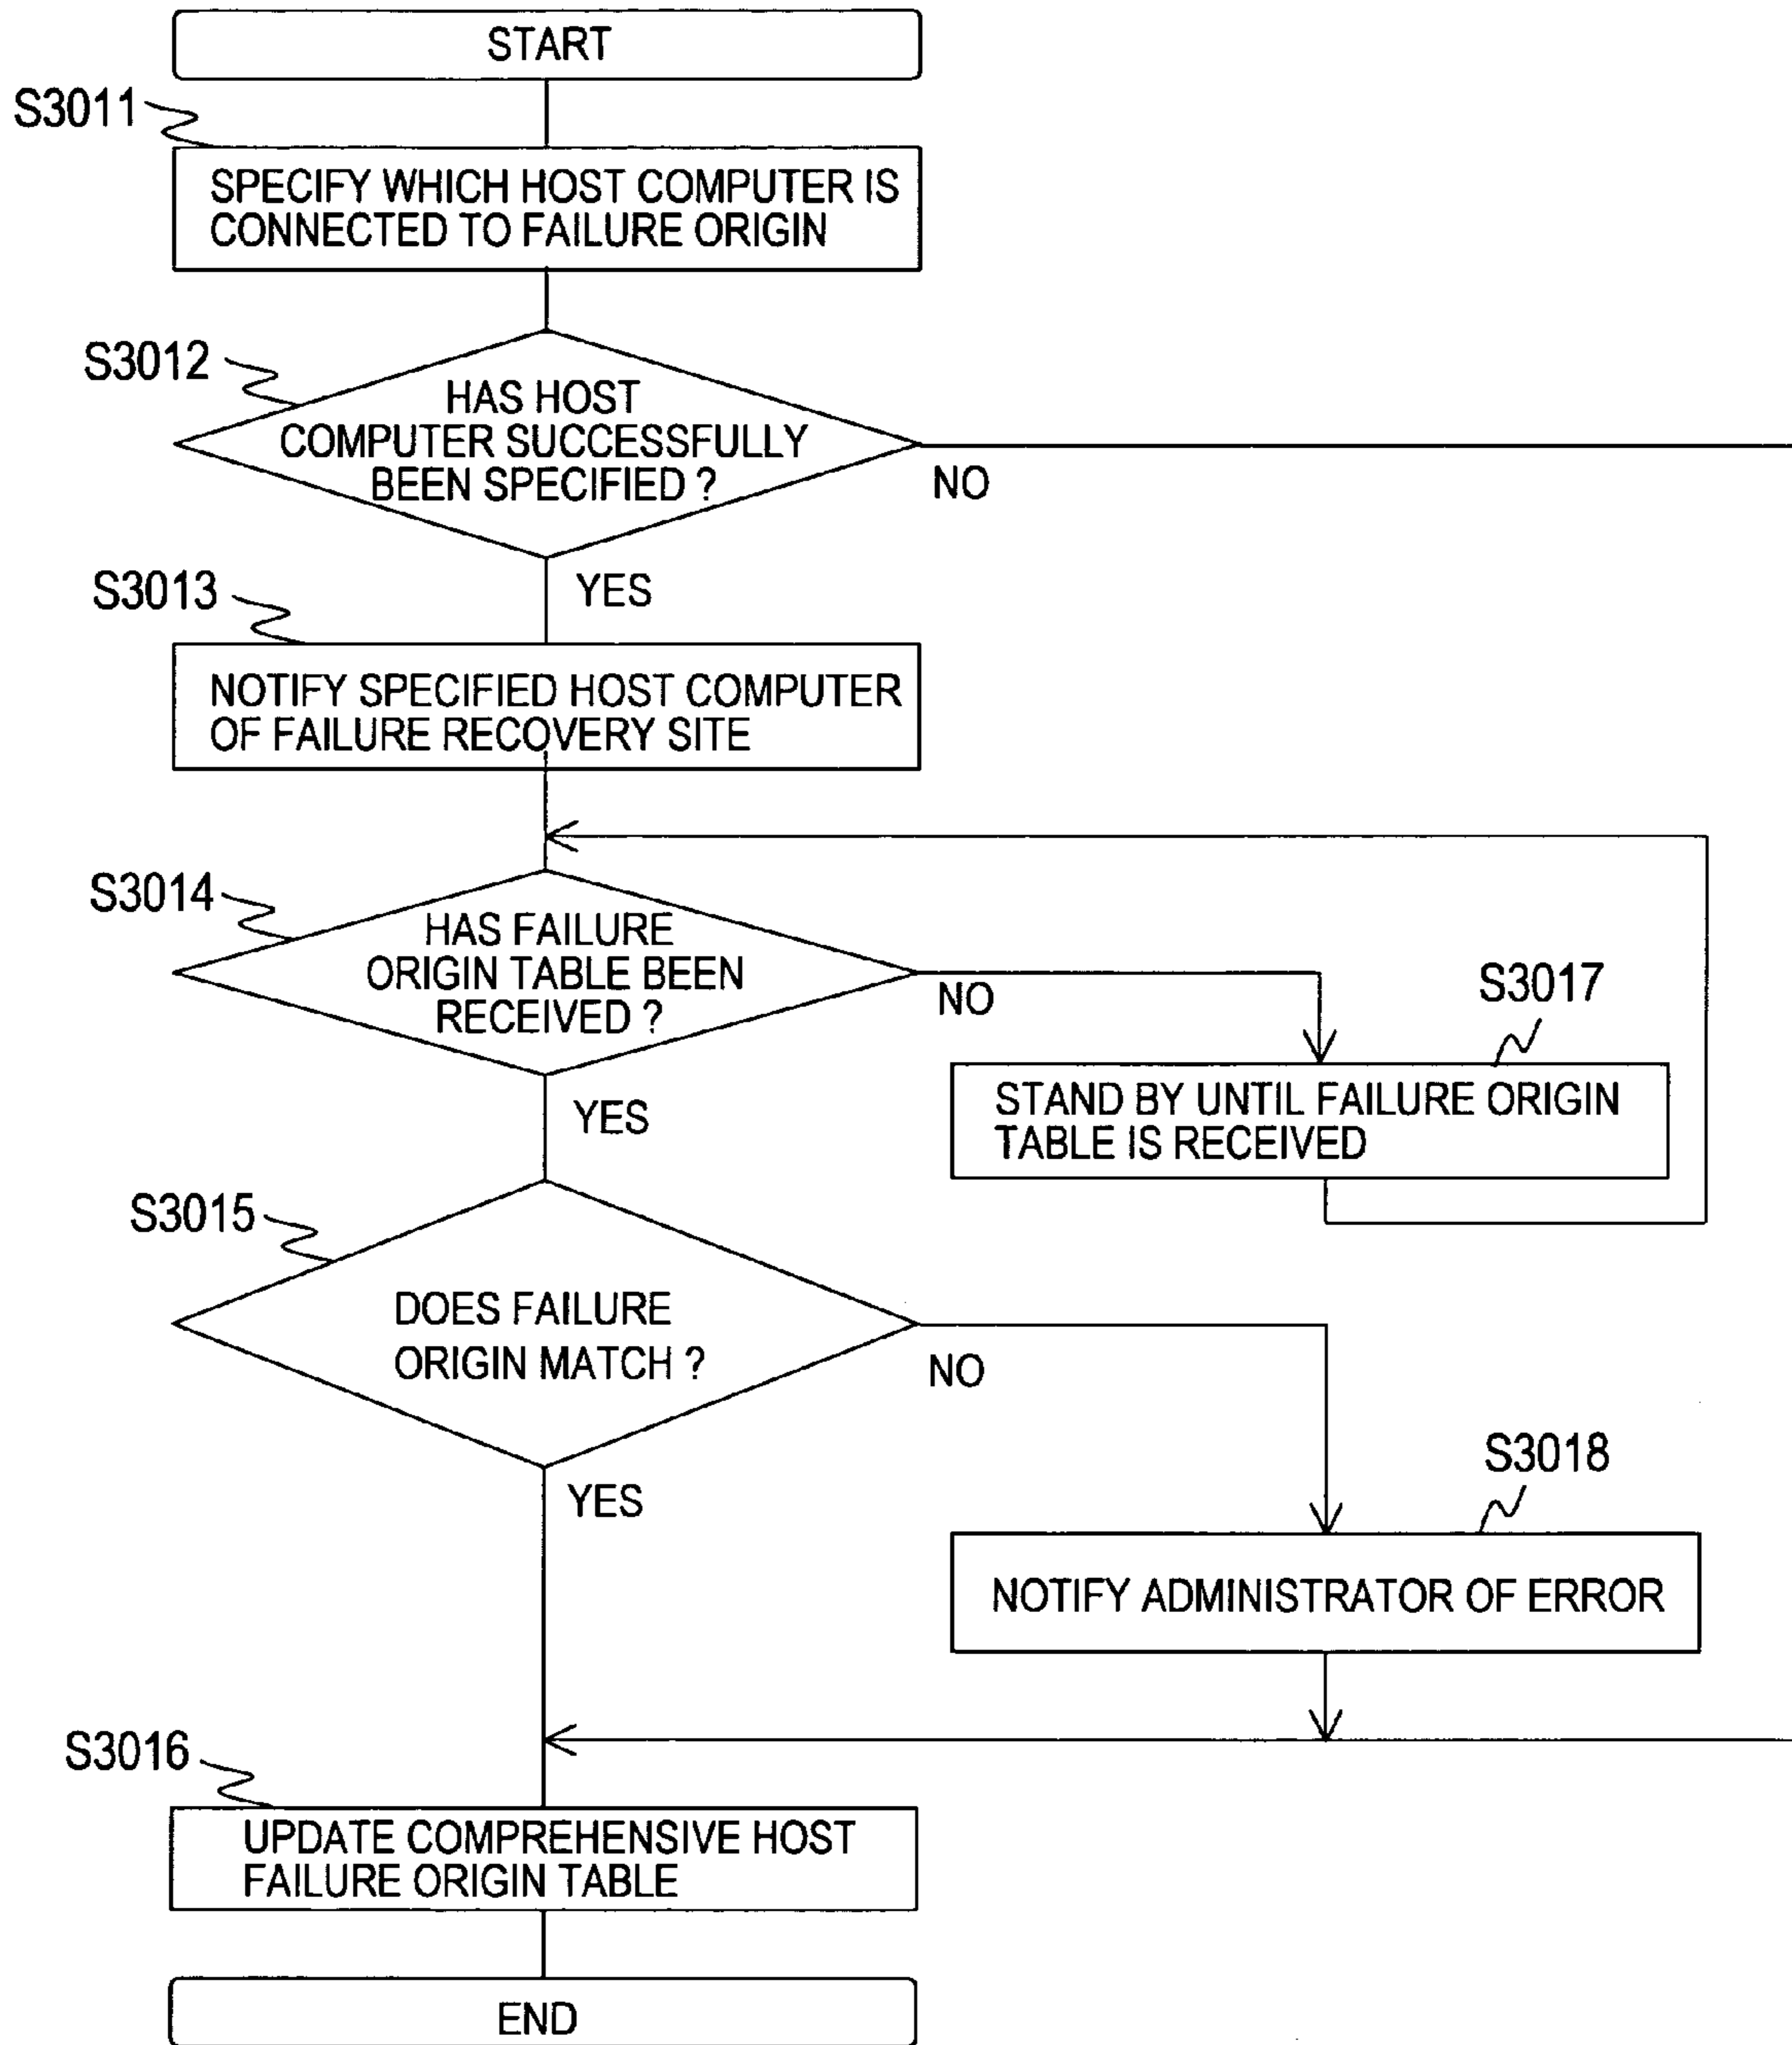 START
S3011
SPECIFY WHICH HOST COMPUTER IS
CONNECTED TO FAILURE ORIGIN
S3012
HAS HOST
COMPUTER SUCCESSFULLY
BEEN SPECIFIED ?
NO
YES
S3013
NOTIFY SPECIFIED HOST COMPUTER
OF FAILURE RECOVERY SITE
S3014
HAS FAILURE
ORIGIN TABLE BEEN
RECEIVED ?
NO
S3017
STAND BY UNTIL FAILURE ORIGIN
TABLE IS RECEIVED
YES
S3015
DOES FAILURE
ORIGIN MATCH ?
NO
YES
S3018
NOTIFY ADMINISTRATOR OF ERROR
S3016
UPDATE COMPREHENSIVE HOST
FAILURE ORIGIN TABLE
END